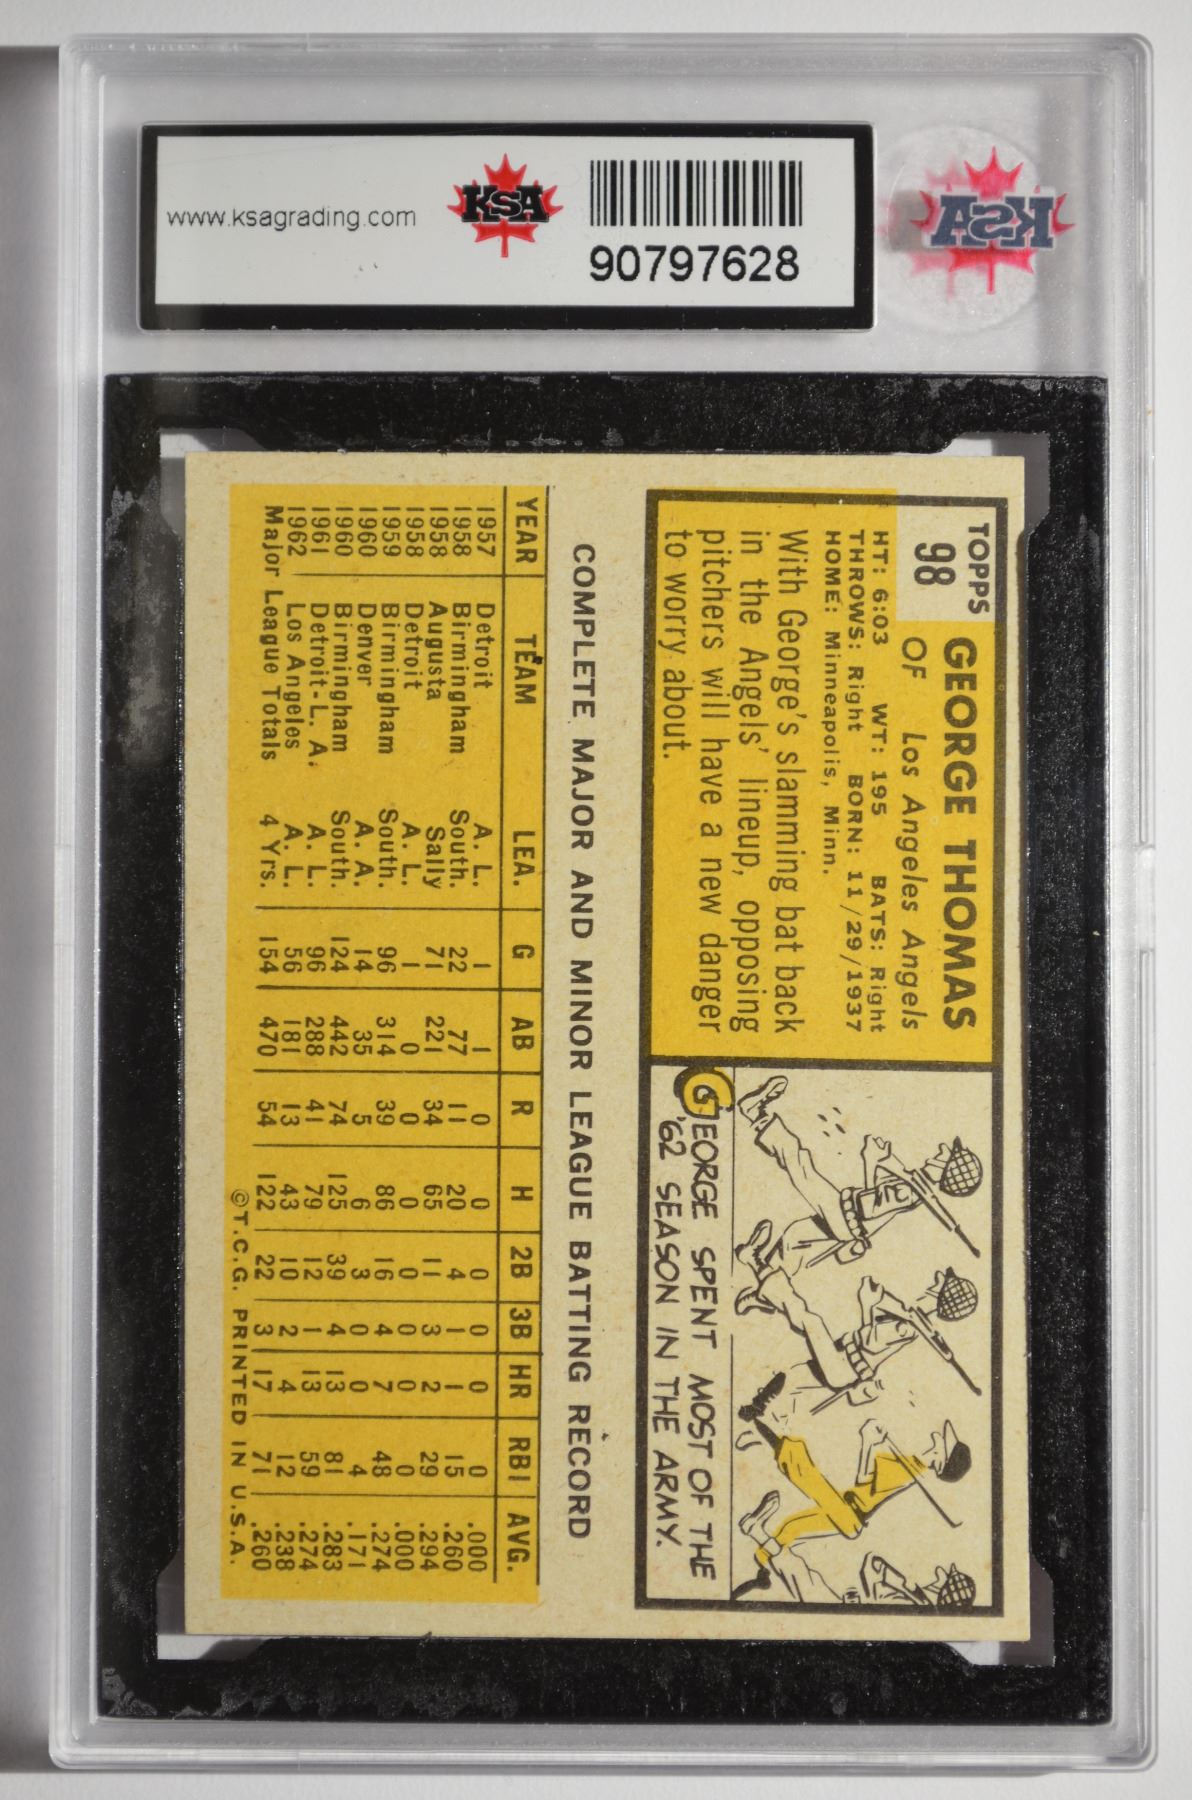 www.ksagrading.com
KSA
90797628
KSA
TOPPS
98
GEORGE THOMAS
OF Los Angeles Angels
HT: 6:03 WT: 195 BATS: Right
THROWS: Right BORN: 11/29/1937
HOME: Minneapolis, Minn.
With George's slamming bat back
in the Angels' lineup, opposing
pitchers will have a new danger
to worry about.
GEORGE SPENT MOST OF THE
'62 SEASON IN THE ARMY.
COMPLETE MAJOR AND MINOR LEAGUE BATTING RECORD
YEAR TEAM LEA. G AB R H 2B 3B HR RBI AVG.
1957 Detroit A. L. 1 1 0 0 0 0 0 0 .000
1958 Birmingham South. 22 77 11 20 4 1 1 15 .260
1958 Augusta Sally 71 221 34 65 11 3 2 29 .294
1958 Detroit A. L. 1 0 0 0 0 0 0 0 .000
1959 Birmingham South. 96 314 39 86 16 4 7 48 .274
1960 Denver A. A. 14 35 5 6 3 0 0 4 .171
1960 Birmingham South. 124 442 74 125 39 4 13 81 .283
1961 Detroit-L. A. A. L. 96 288 41 79 12 1 13 59 .274
1962 Los Angeles A. L. 56 181 13 43 10 2 4 12 .238
Major League Totals 4 Yrs. 154 470 54 122 22 3 17 71 .260
©T.C.G. PRINTED IN U.S.A.